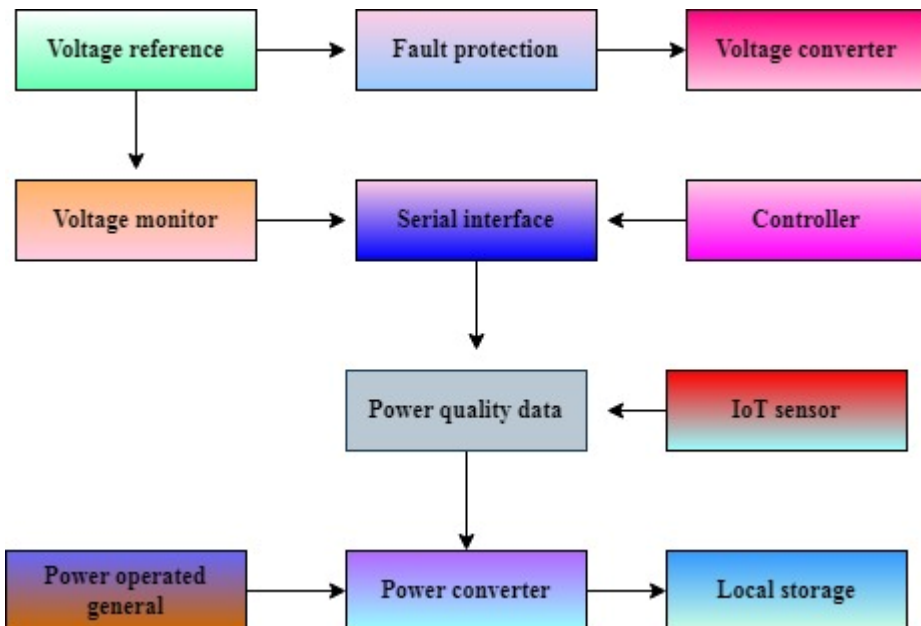 Voltage reference
Fault protection
Voltage converter
Voltage monitor
Serial interface
Controller
Power quality data
IoT sensor
Power operated
general
Power converter
Local storage